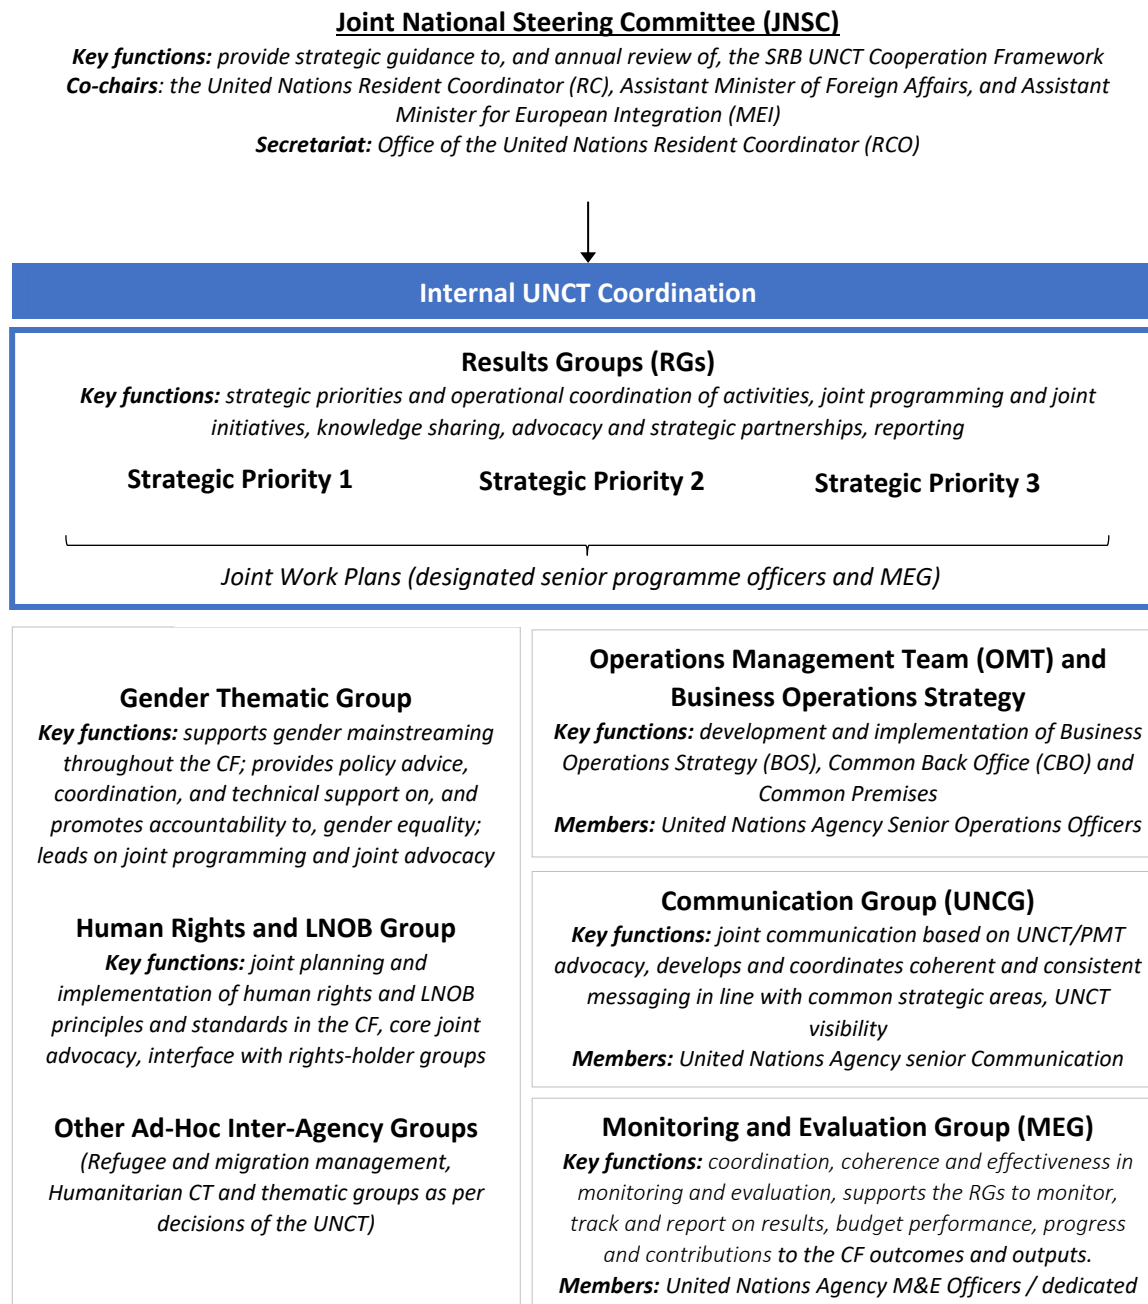 Joint National Steering Committee (JNSC)
Key functions: provide strategic guidance to, and annual review of, the SRB UNCT Cooperation Framework
Co-chairs: the United Nations Resident Coordinator (RC), Assistant Minister of Foreign Affairs, and Assistant
Minister for European Integration (MEI)
Secretariat: Office of the United Nations Resident Coordinator (RCO)
Internal UNCT Coordination
Results Groups (RGs)
Key functions: strategic priorities and operational coordination of activities, joint programming and joint
initiatives, knowledge sharing, advocacy and strategic partnerships, reporting
Strategic Priority 1 Strategic Priority 2 Strategic Priority 3
Joint Work Plans (designated senior programme officers and MEG)
Gender Thematic Group
Key functions: supports gender mainstreaming
throughout the CF; provides policy advice,
coordination, and technical support on, and
promotes accountability to, gender equality;
leads on joint programming and joint advocacy
Human Rights and LNOB Group
Key functions: joint planning and
implementation of human rights and LNOB
principles and standards in the CF, core joint
advocacy, interface with rights-holder groups
Other Ad-Hoc Inter-Agency Groups
(Refugee and migration management,
Humanitarian CT and thematic groups as per
decisions of the UNCT)
Operations Management Team (OMT) and
Business Operations Strategy
Key functions: development and implementation of Business
Operations Strategy (BOS), Common Back Office (CBO) and
Common Premises
Members: United Nations Agency Senior Operations Officers
Communication Group (UNCG)
Key functions: joint communication based on UNCT/PMT
advocacy, develops and coordinates coherent and consistent
messaging in line with common strategic areas, UNCT
visibility
Members: United Nations Agency senior Communication
Monitoring and Evaluation Group (MEG)
Key functions: coordination, coherence and effectiveness in
monitoring and evaluation, supports the RGs to monitor,
track and report on results, budget performance, progress
and contributions to the CF outcomes and outputs.
Members: United Nations Agency M&E Officers / dedicated